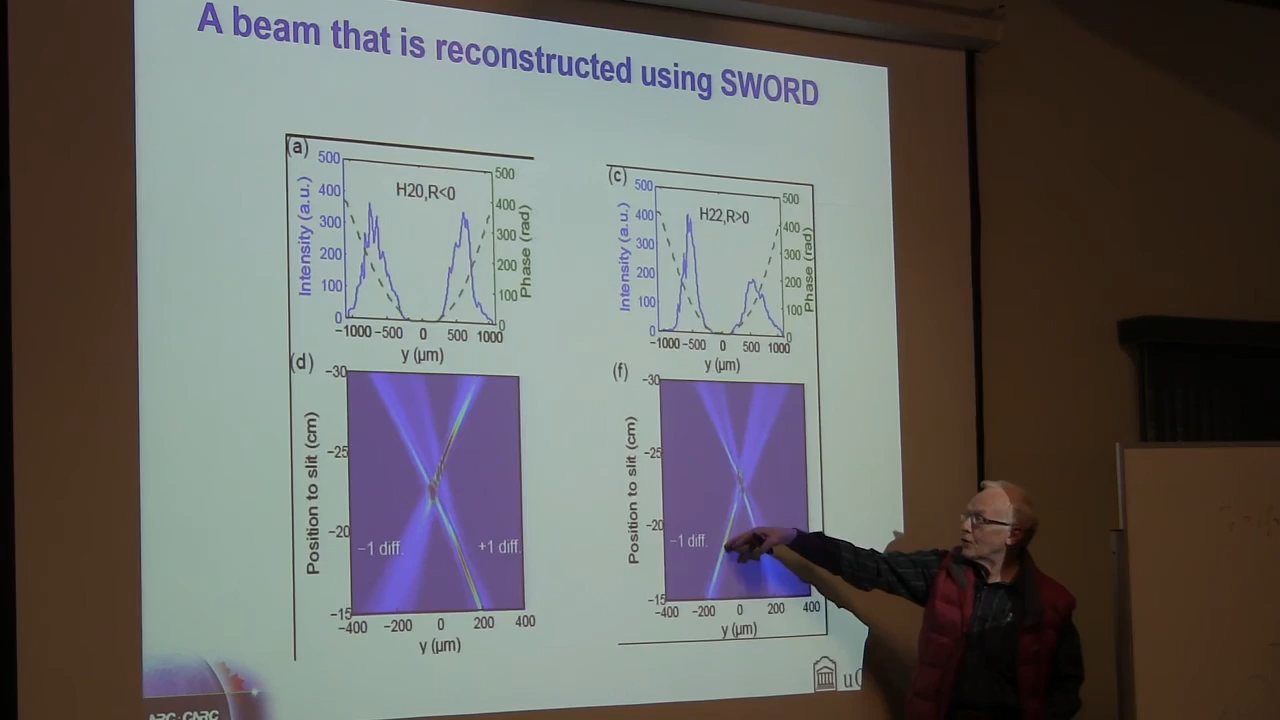 A beam that is reconstructed using SWORD
(a)
500
400
300
200
100
0
Intensity (a.u.)
H20,R<0
500
400
300
200
100
0
Phase (rad)
−1000 −500 0 500 1000
y (µm)
(c)
500
400
300
200
100
0
Intensity (a.u.)
H22,R>0
500
400
300
200
100
0
Phase (rad)
−1000 −500 0 500 1000
y (µm)
(d)
−30
−25
−20
−15
Position to slit (cm)
−1 diff.
+1 diff.
−400 −200 0 200 400
y (µm)
(f)
−30
−25
−20
−15
Position to slit (cm)
−1 diff.
−400 −200 0 200 400
y (µm)